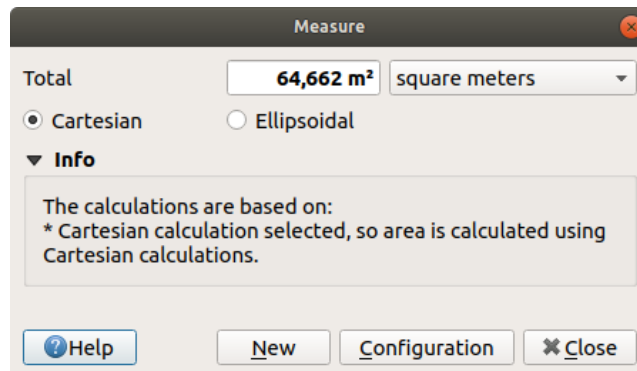 Measure
Total 64,662 m² square meters
Cartesian Ellipsoidal
Info
The calculations are based on:
* Cartesian calculation selected, so area is calculated using
Cartesian calculations.
Help New Configuration Close